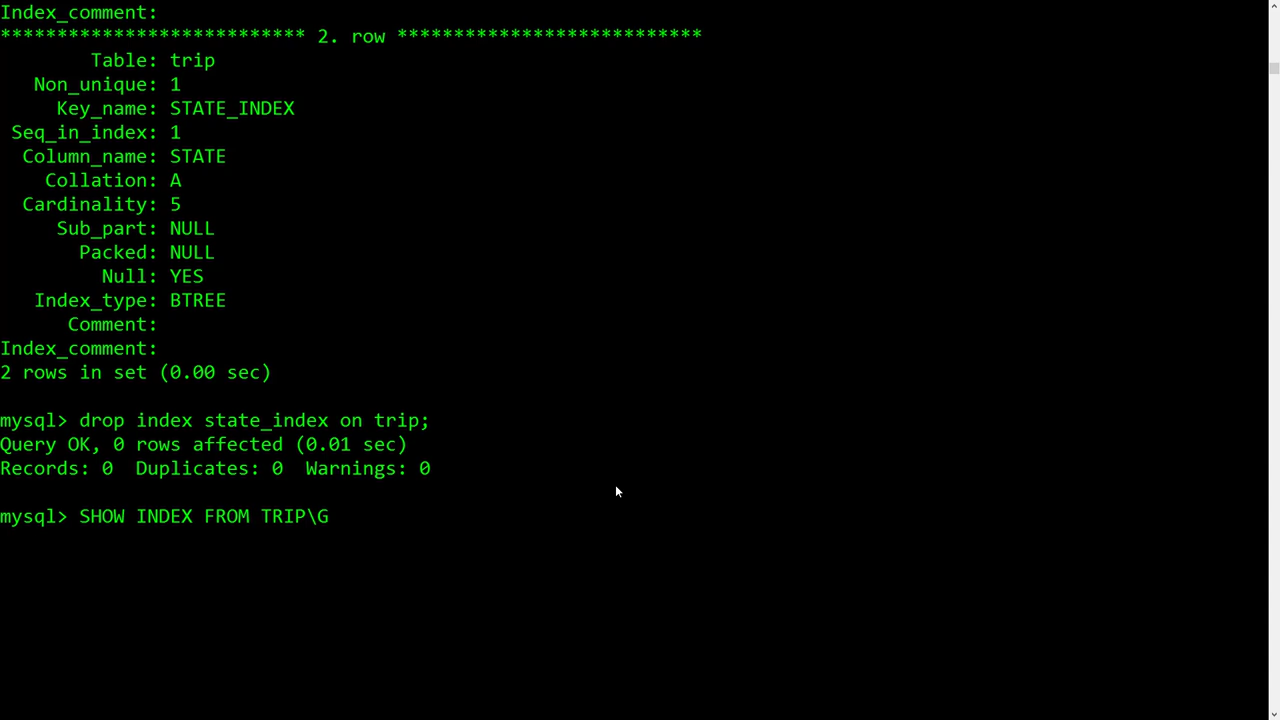 Index_comment:
*************************** 2. row ***************************
        Table: trip
   Non_unique: 1
     Key_name: STATE_INDEX
 Seq_in_index: 1
  Column_name: STATE
    Collation: A
  Cardinality: 5
     Sub_part: NULL
       Packed: NULL
         Null: YES
   Index_type: BTREE
      Comment:
Index_comment:
2 rows in set (0.00 sec)
mysql> drop index state_index on trip;
Query OK, 0 rows affected (0.01 sec)
Records: 0  Duplicates: 0  Warnings: 0
mysql> SHOW INDEX FROM TRIP\G